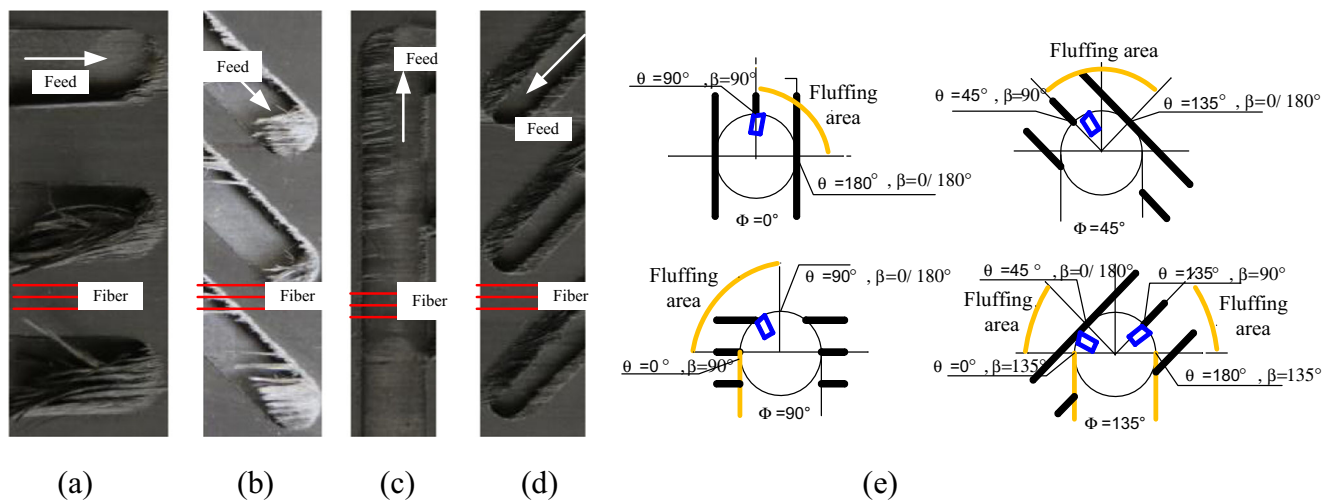 Feed
Fiber
Feed
Fiber
Feed
Fiber
Feed
Fiber
(a)
(b)
(c)
(d)
θ =90° , β=90°
Fluffing
area
θ =180° , β=0/ 180°
Φ =0°
Fluffing area
θ =45° , β=90°
θ =135° , β=0/ 180°
Φ =45°
Fluffing
area
θ =90° , β=0/ 180°
θ =0° , β=90°
Φ =90°
θ =45 ° , β=0/ 180°
θ =135° , β=90°
Fluffing
area
Fluffing
area
θ =0° , β=135°
θ =180° , β=135°
Φ =135°
(e)